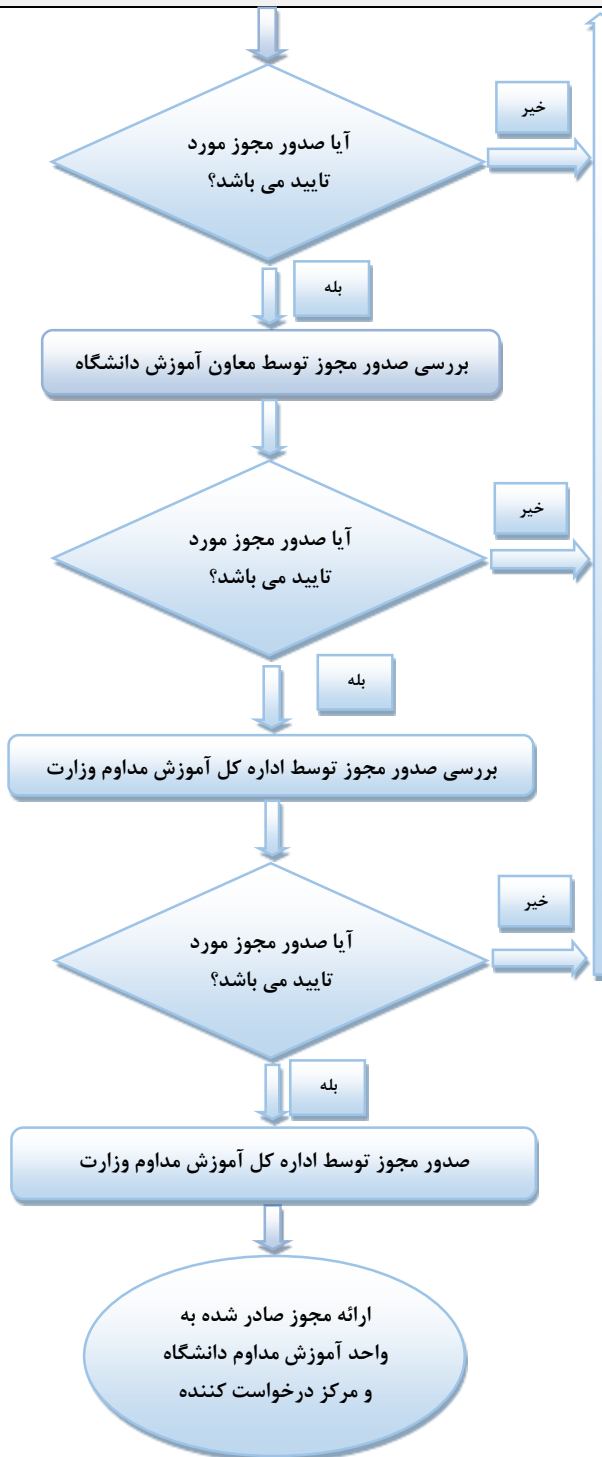 آیا صدور مجوز مورد
تایید می باشد؟
خیر
بله
بررسی صدور مجوز توسط معاون آموزش دانشگاه
آیا صدور مجوز مورد
تایید می باشد؟
خیر
بله
بررسی صدور مجوز توسط اداره کل آموزش مداوم وزارت
آیا صدور مجوز مورد
تایید می باشد؟
خیر
بله
صدور مجوز توسط اداره کل آموزش مداوم وزارت
ارائه مجوز صادر شده به
واحد آموزش مداوم دانشگاه
و مرکز درخواست کننده